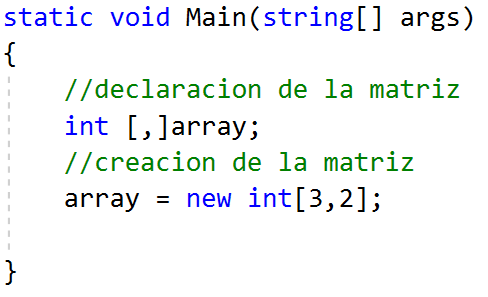 static void Main(string[] args)
{
//declaracion de la matriz
int [,]array;
//creacion de la matriz
array = new int[3,2];
}